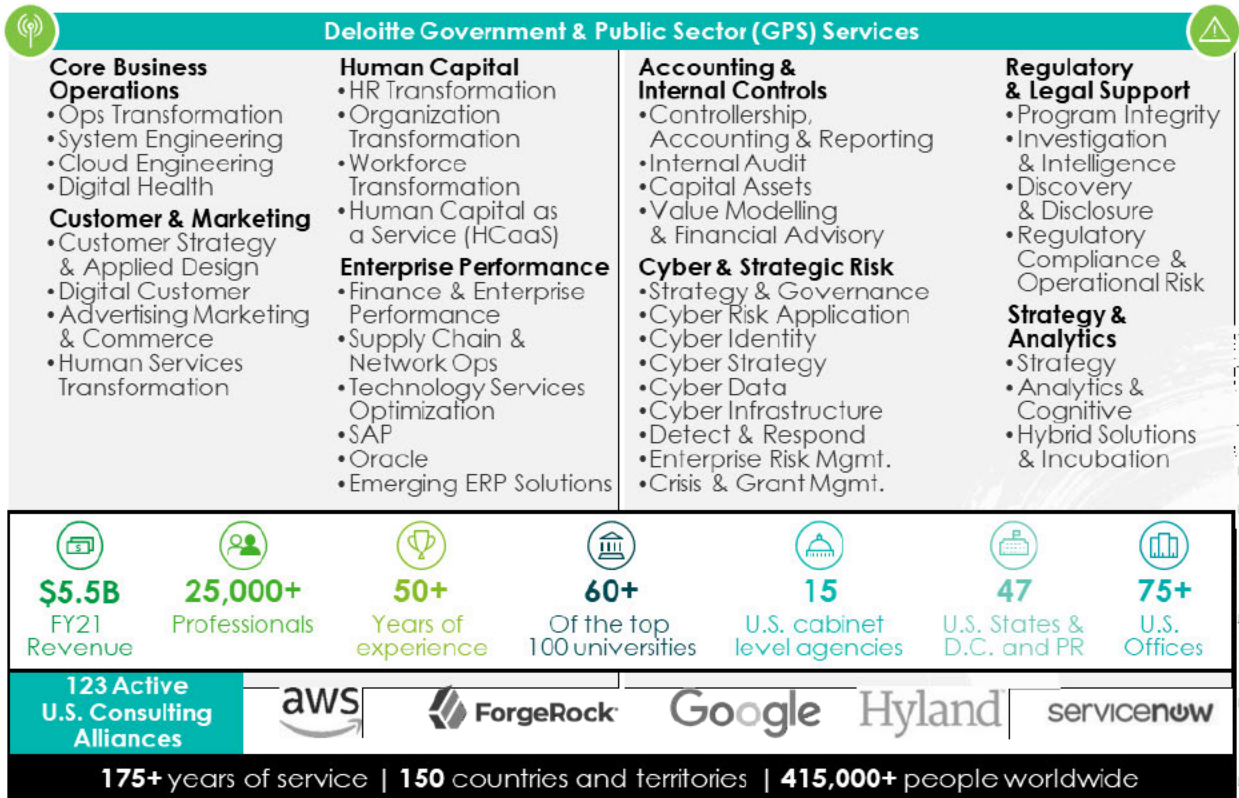 Deloitte Government & Public Sector (GPS) Services
Core Business
Operations
•Ops Transformation
•System Engineering
•Cloud Engineering
•Digital Health
Customer & Marketing
•Customer Strategy
& Applied Design
•Digital Customer
•Advertising Marketing
& Commerce
•Human Services
Transformation
Human Capital
•HR Transformation
•Organization
Transformation
•Workforce
Transformation
•Human Capital as
a Service (HCaaS)
Enterprise Performance
•Finance & Enterprise
Performance
•Supply Chain &
Network Ops
•Technology Services
Optimization
•SAP
•Oracle
•Emerging ERP Solutions
Accounting &
Internal Controls
•Controllership,
Accounting & Reporting
•Internal Audit
•Capital Assets
•Value Modelling
& Financial Advisory
Cyber & Strategic Risk
•Strategy & Governance
•Cyber Risk Application
•Cyber Identity
•Cyber Strategy
•Cyber Data
•Cyber Infrastructure
•Detect & Respond
•Enterprise Risk Mgmt.
•Crisis & Grant Mgmt.
Regulatory
& Legal Support
•Program Integrity
•Investigation
& Intelligence
•Discovery
& Disclosure
•Regulatory
Compliance &
Operational Risk
Strategy &
Analytics
•Strategy
•Analytics &
Cognitive
•Hybrid Solutions
& Incubation
$5.5B
FY21
Revenue
25,000+
Professionals
50+
Years of
experience
60+
Of the top
100 universities
15
U.S. cabinet
level agencies
47
U.S. States &
D.C. and PR
75+
U.S.
Offices
123 Active
U.S. Consulting
Alliances
aws
ForgeRock
Google
Hyland
servicenow
175+ years of service | 150 countries and territories | 415,000+ people worldwide